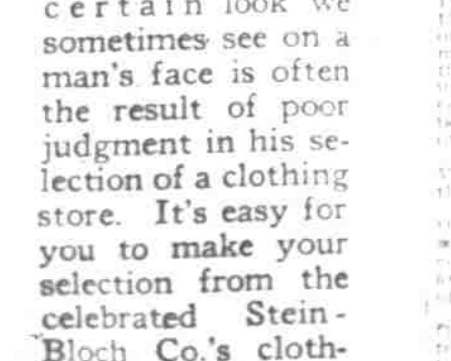 certain look we
sometimes see on a
man's face is often
the result of poor
judgment in his se-
lection of a clothing
store. It's easy for
you to make your
selection from the
celebrated Stein-
Bloch Co.'s cloth-